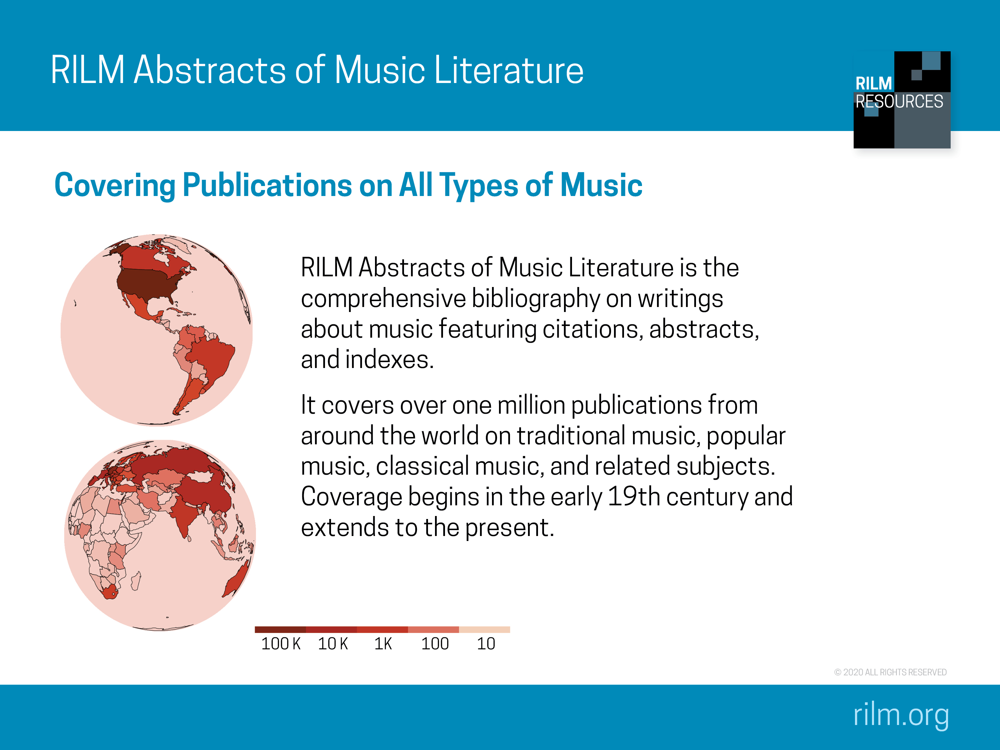 RILM Abstracts of Music Literature
RILM
RESOURCES
Covering Publications on All Types of Music
RILM Abstracts of Music Literature is the
comprehensive bibliography on writings
about music featuring citations, abstracts,
and indexes.
It covers over one million publications from
around the world on traditional music, popular
music, classical music, and related subjects.
Coverage begins in the early 19th century and
extends to the present.
100 K 10 K 1K 100 10
© 2020 ALL RIGHTS RESERVED
rilm.org